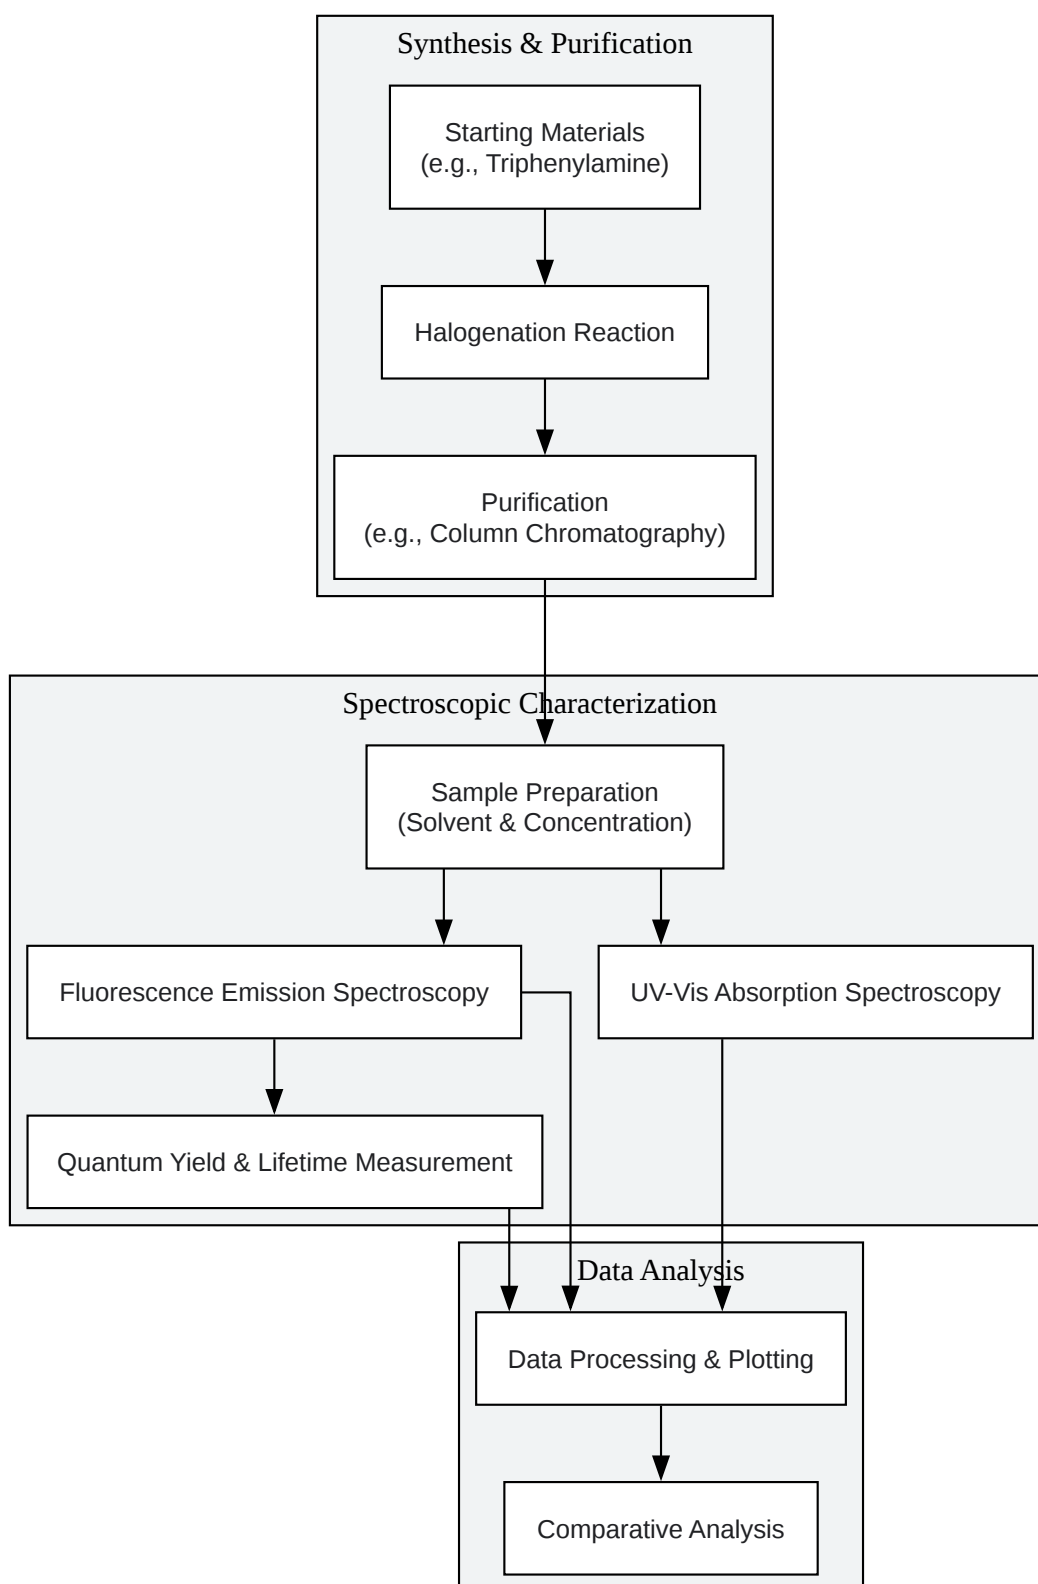 Synthesis & Purification
Starting Materials
(e.g., Triphenylamine)
Halogenation Reaction
Purification
(e.g., Column Chromatography)
Spectroscopic Characterization
Sample Preparation
(Solvent & Concentration)
Fluorescence Emission Spectroscopy
UV-Vis Absorption Spectroscopy
Quantum Yield & Lifetime Measurement
Data Analysis
Data Processing & Plotting
Comparative Analysis